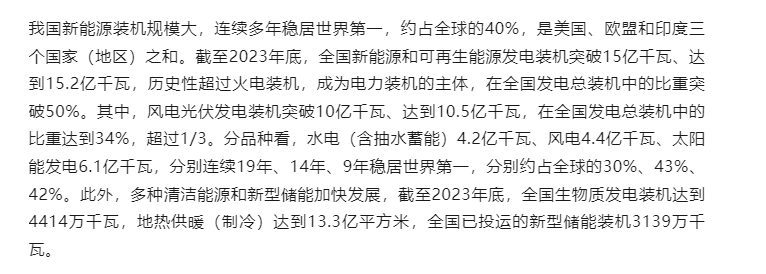 我国新能源装机规模大，连续多年稳居世界第一，约占全球的40%，是美国、欧盟和印度三
个国家（地区）之和。截至2023年底，全国新能源和可再生能源发电装机突破15亿千瓦、达
到15.2亿千瓦，历史性超过火电装机，成为电力装机的主体，在全国发电总装机中的比重突
破50%。其中，风电光伏发电装机突破10亿千瓦、达到10.5亿千瓦，在全国发电总装机中的
比重达到34%，超过1/3。分品种看，水电（含抽水蓄能）4.2亿千瓦、风电4.4亿千瓦、太阳
能发电6.1亿千瓦，分别连续19年、14年、9年稳居世界第一，分别约占全球的30%、43%、
42%。此外，多种清洁能源和新型储能加快发展，截至2023年底，全国生物质发电装机达到
4414万千瓦，地热供暖（制冷）达到13.3亿平方米，全国已投运的新型储能装机3139万千
瓦。